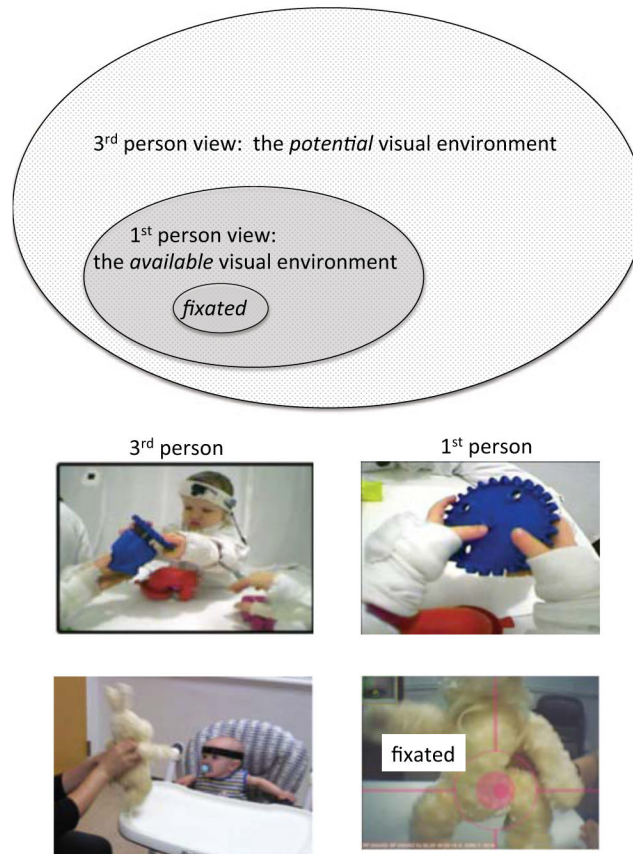 3rd person view: the potential visual environment
1st person view:
the available visual environment
fixated
3rd person
1st person
fixated